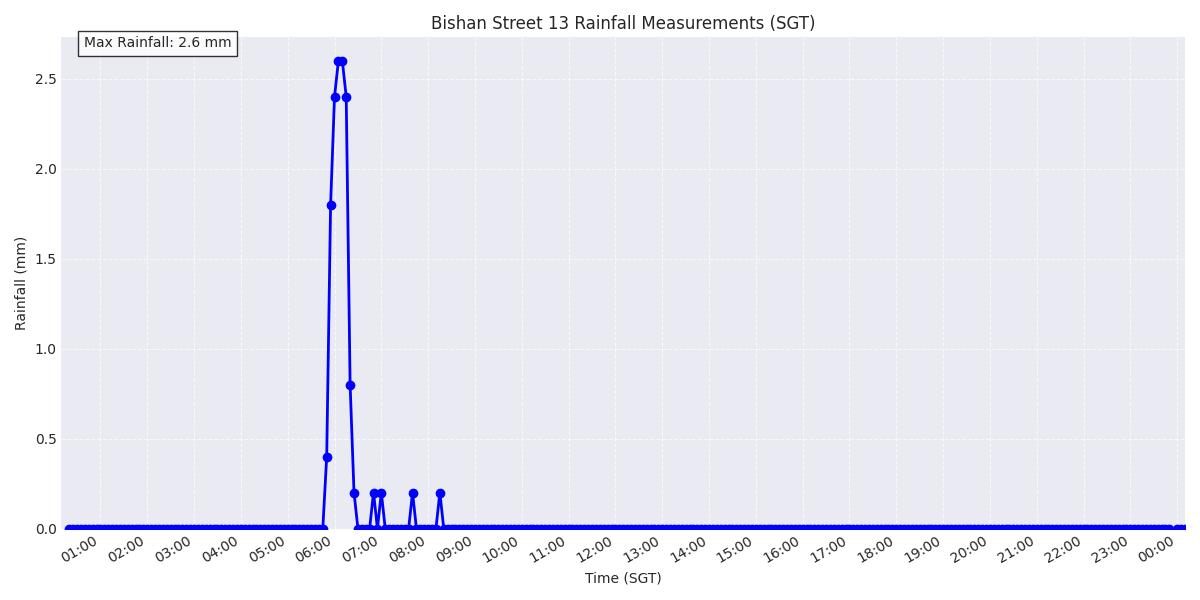 Bishan Street 13 Rainfall Measurements (SGT)
Max Rainfall: 2.6 mm
Rainfall (mm)
2.5
2.0
1.5
1.0
0.5
0.0
01:00 02:00 03:00 04:00 05:00 06:00 07:00 08:00 09:00 10:00 11:00 12:00 13:00 14:00 15:00 16:00 17:00 18:00 19:00 20:00 21:00 22:00 23:00 00:00
Time (SGT)